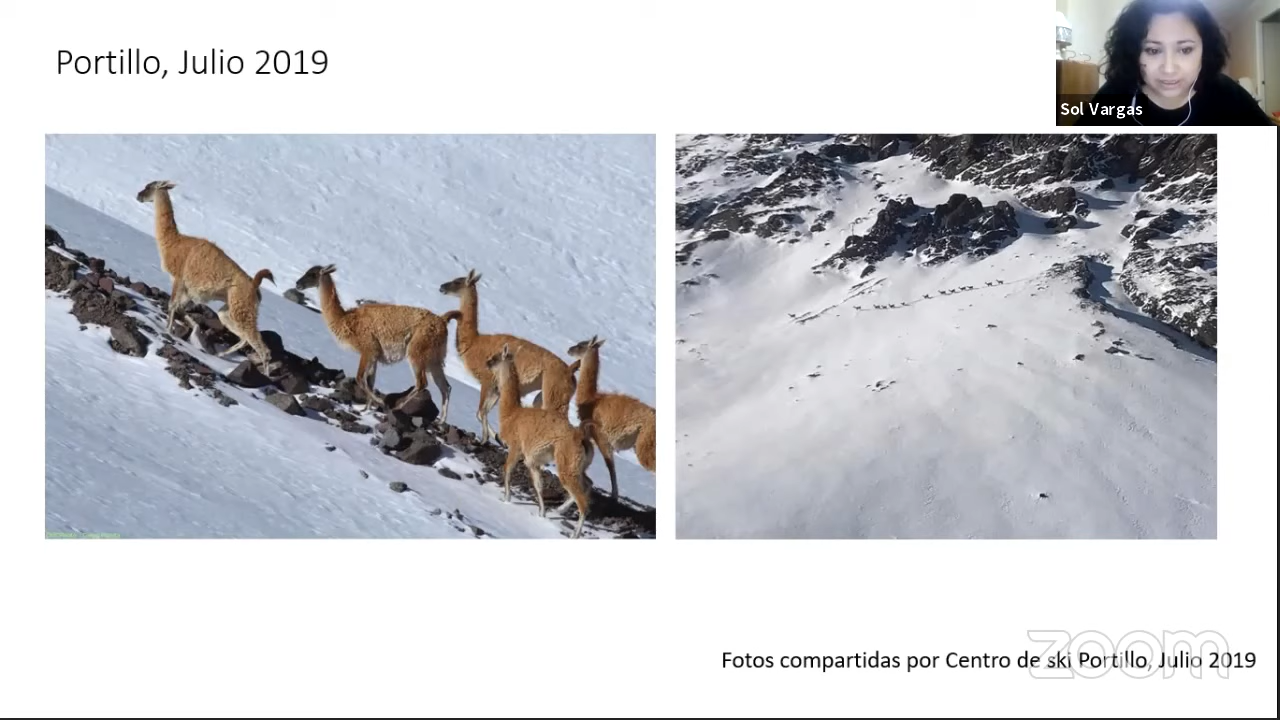 Portillo, Julio 2019
Sol Vargas
Fotos compartidas por Centro de ski Portillo, Julio 2019
zoom